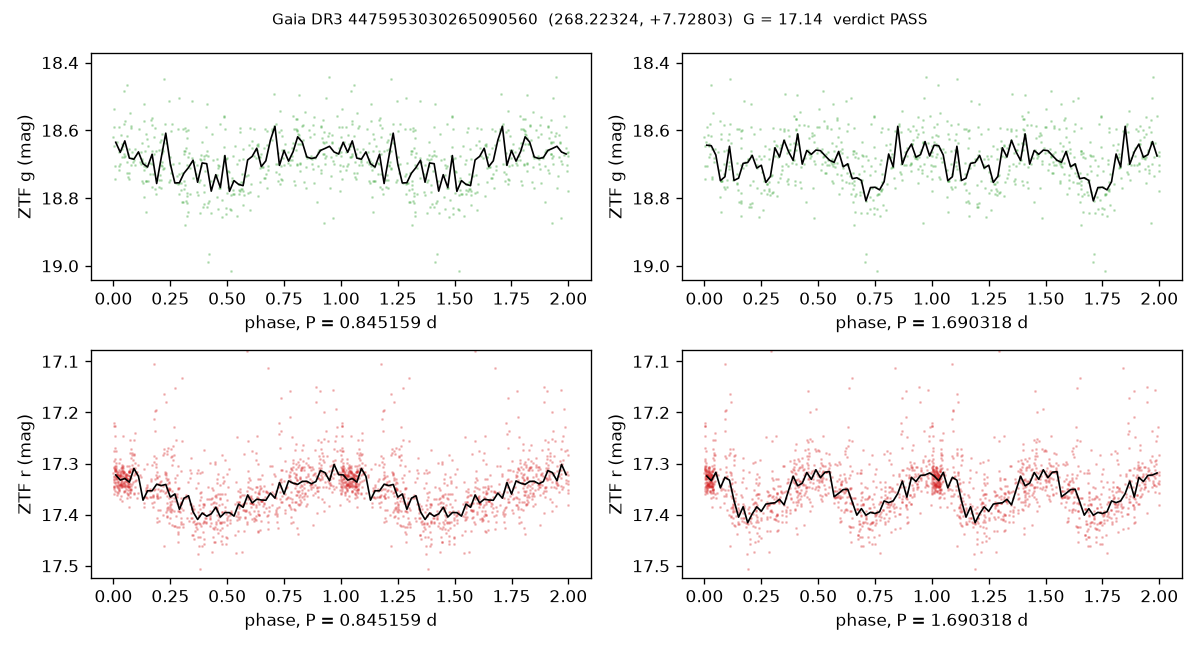 Gaia DR3 4475953030265090560  (268.22324, +7.72803)  G = 17.14  verdict PASS
ZTF g (mag)
18.4
18.6
18.8
19.0
0.00 0.25 0.50 0.75 1.00 1.25 1.50 1.75 2.00
phase, P = 0.845159 d
ZTF g (mag)
18.4
18.6
18.8
19.0
0.00 0.25 0.50 0.75 1.00 1.25 1.50 1.75 2.00
phase, P = 1.690318 d
ZTF r (mag)
17.1
17.2
17.3
17.4
17.5
0.00 0.25 0.50 0.75 1.00 1.25 1.50 1.75 2.00
phase, P = 0.845159 d
ZTF r (mag)
17.1
17.2
17.3
17.4
17.5
0.00 0.25 0.50 0.75 1.00 1.25 1.50 1.75 2.00
phase, P = 1.690318 d